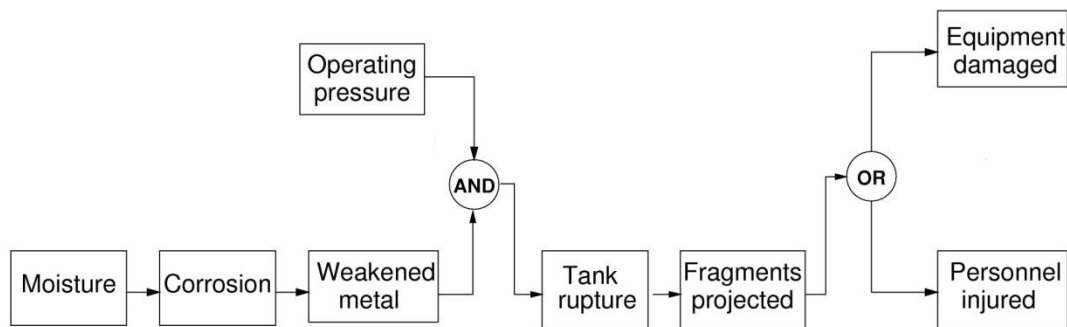 Operating
pressure
Equipment
damaged
AND
OR
Moisture
Corrosion
Weakened
metal
Tank
rupture
Fragments
projected
Personnel
injured